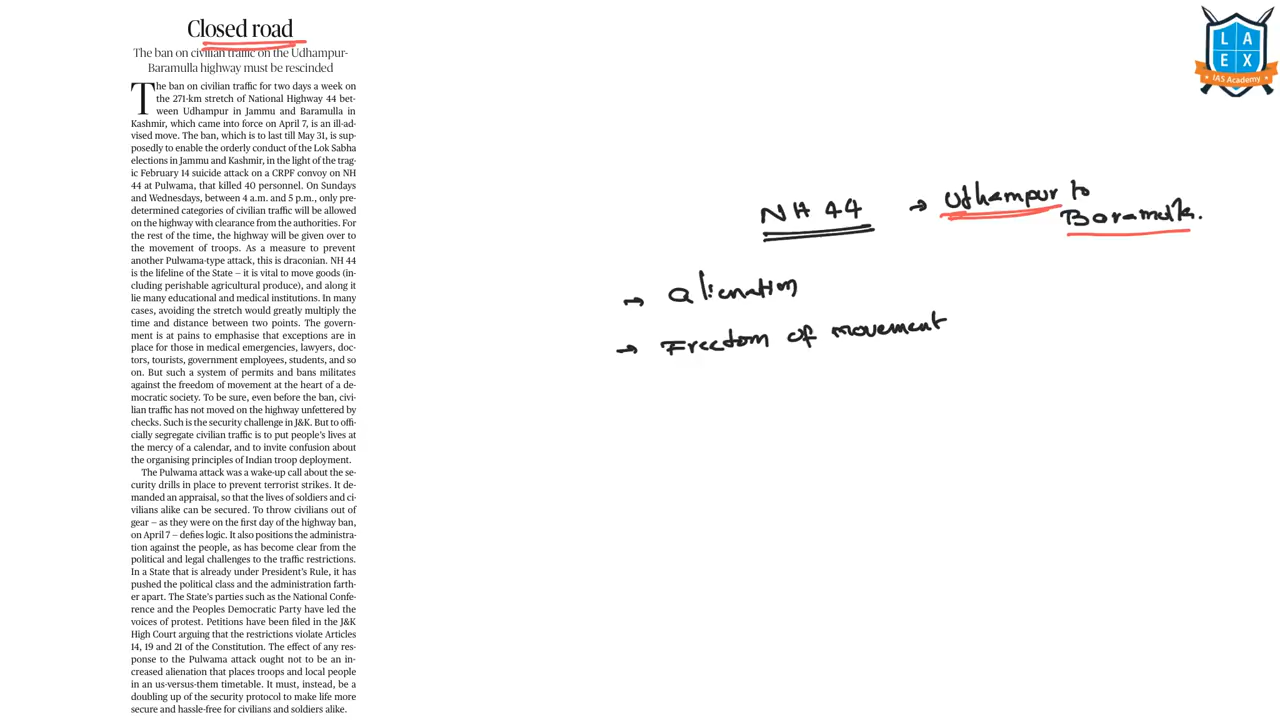 Closed road
The ban on civilian traffic on the Udhampur-
Baramulla highway must be rescinded
The ban on civilian traffic for two days a week on
the 271-km stretch of National Highway 44 bet-
ween Udhampur in Jammu and Baramulla in
Kashmir, which came into force on April 7, is an ill-ad-
vised move. The ban, which is to last till May 31, is sup-
posedly to enable the orderly conduct of the Lok Sabha
elections in Jammu and Kashmir, in the light of the trag-
ic February 14 suicide attack on a CRPF convoy on NH
44 at Pulwama, that killed 40 personnel. On Sundays
and Wednesdays, between 4 a.m. and 5 p.m., only pre-
determined categories of civilian traffic will be allowed
on the highway with clearance from the authorities. For
the rest of the time, the highway will be given over to
the movement of troops. As a measure to prevent
another Pulwama-type attack, this is draconian. NH 44
is the lifeline of the State — it is vital to move goods (in-
cluding perishable agricultural produce), and along it
lie many educational and medical institutions. In many
cases, avoiding the stretch would greatly multiply the
time and distance between two points. The govern-
ment is at pains to emphasise that exceptions are in
place for those in medical emergencies, lawyers, doc-
tors, tourists, government employees, students, and so
on. But such a system of permits and bans militates
against the freedom of movement at the heart of a de-
mocratic society. To be sure, even before the ban, civi-
lian traffic has not moved on the highway unfettered by
checks. Such is the security challenge in J&K. But to offi-
cially segregate civilian traffic is to put people's lives at
the mercy of a calendar, and to invite confusion about
the organising principles of Indian troop deployment.
The Pulwama attack was a wake-up call about the se-
curity drills in place to prevent terrorist strikes. It de-
manded an appraisal, so that the lives of soldiers and ci-
vilians alike can be secured. To throw civilians out of
gear — as they were on the first day of the highway ban,
on April 7 — defies logic. It also positions the administra-
tion against the people, as has become clear from the
political and legal challenges to the traffic restrictions.
In a State that is already under President's Rule, it has
pushed the political class and the administration farth-
er apart. The State's parties such as the National Confe-
rence and the Peoples Democratic Party have led the
voices of protest. Petitions have been filed in the J&K
High Court arguing that the restrictions violate Articles
14, 19 and 21 of the Constitution. The effect of any res-
ponse to the Pulwama attack ought not to be an in-
creased alienation that places troops and local people
in an us-versus-them timetable. It must, instead, be a
doubling up of the security protocol to make life more
secure and hassle-free for civilians and soldiers alike.
NH 44 → Uthampur to
Baramulla.
→ alienation
→ Freedom of movement
L A
E X
IAS Academy